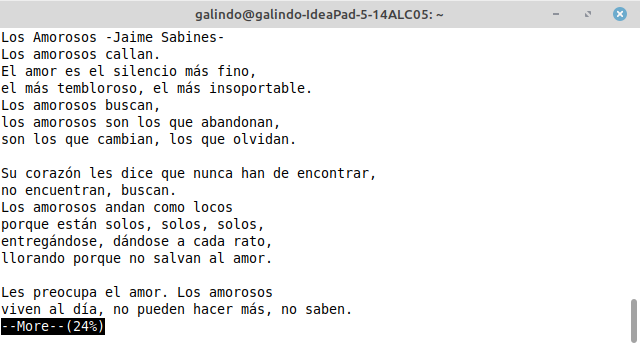 galindo@galindo-IdeaPad-5-14ALC05: ~
Los Amorosos -Jaime Sabines-
Los amorosos callan.
El amor es el silencio más fino,
el más tembloroso, el más insoportable.
Los amorosos buscan,
los amorosos son los que abandonan,
son los que cambian, los que olvidan.

Su corazón les dice que nunca han de encontrar,
no encuentran, buscan.
Los amorosos andan como locos
porque están solos, solos, solos,
entregándose, dándose a cada rato,
llorando porque no salvan al amor.

Les preocupa el amor. Los amorosos
viven al día, no pueden hacer más, no saben.
--More--(24%)